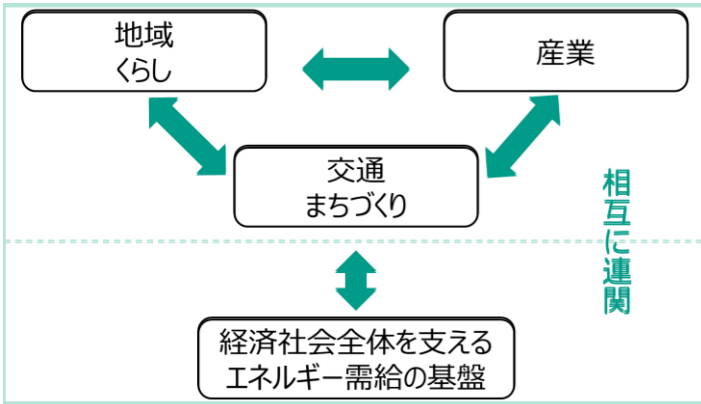 地域
くらし
産業
交通
まちづくり
相互に連関
経済社会全体を支える
エネルギー需給の基盤